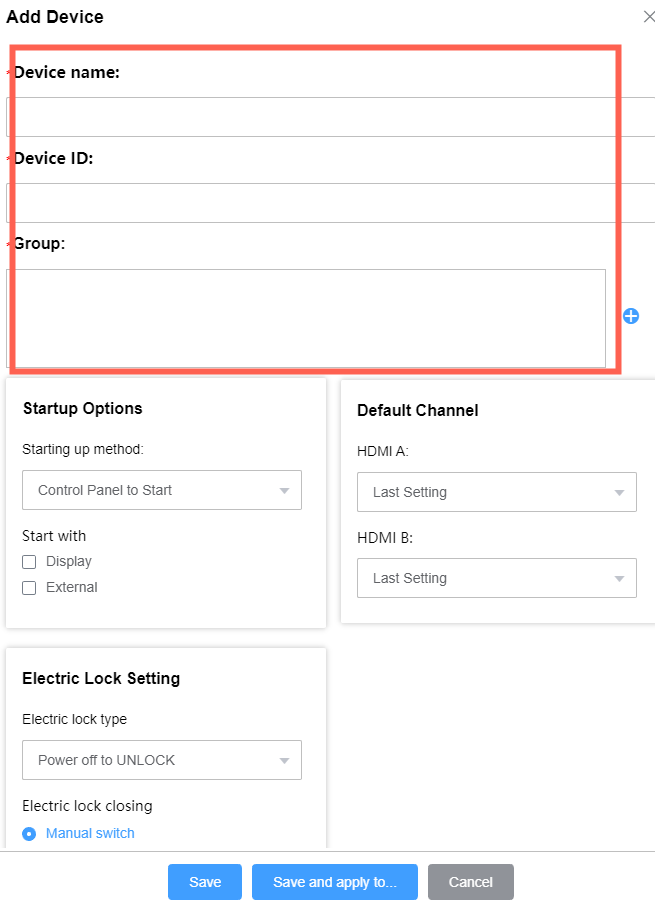 Add Device
*Device name:
*Device ID:
*Group:
Startup Options
Starting up method:
Control Panel to Start
Start with
Display
External
Default Channel
HDMI A:
Last Setting
HDMI B:
Last Setting
Electric Lock Setting
Electric lock type
Power off to UNLOCK
Electric lock closing
Manual switch
Save
Save and apply to...
Cancel